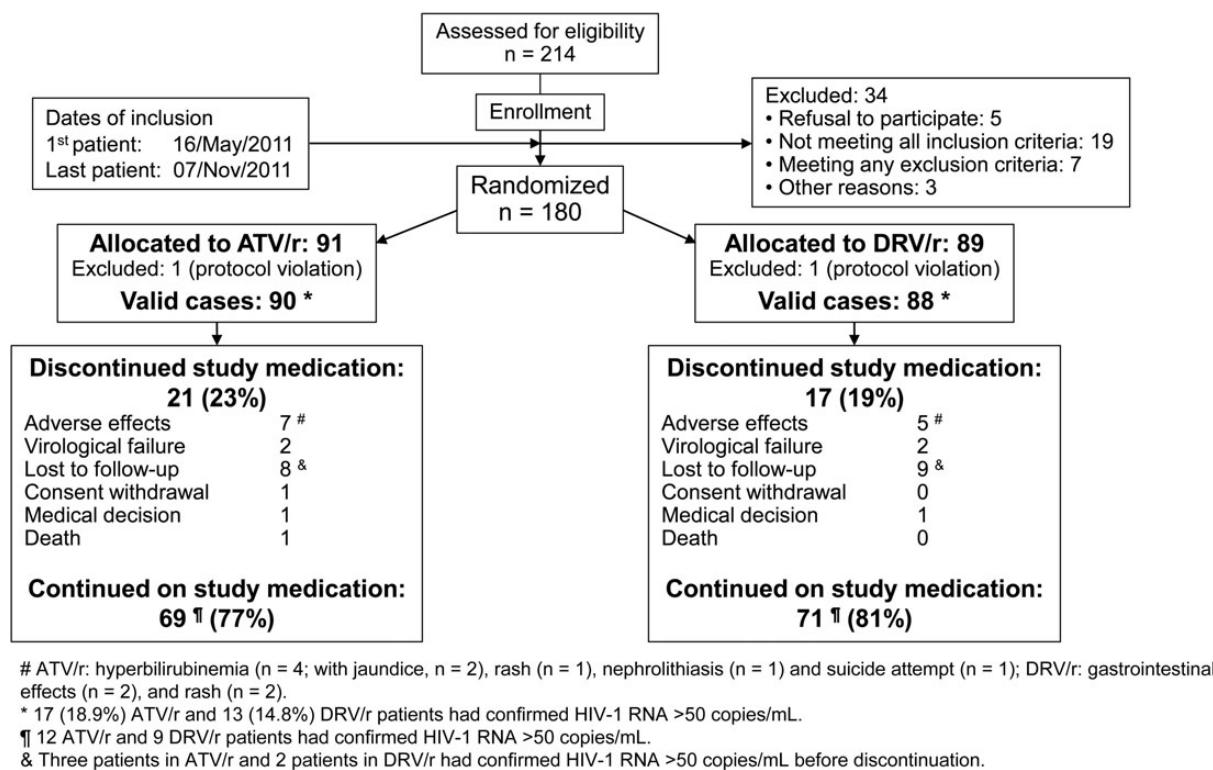 Assessed for eligibility
n = 214
Enrollment
Dates of inclusion
1st patient: 16/May/2011
Last patient: 07/Nov/2011
Excluded: 34
• Refusal to participate: 5
• Not meeting all inclusion criteria: 19
• Meeting any exclusion criteria: 7
• Other reasons: 3
Randomized
n = 180
Allocated to ATV/r: 91
Excluded: 1 (protocol violation)
Valid cases: 90 *
Allocated to DRV/r: 89
Excluded: 1 (protocol violation)
Valid cases: 88 *
Discontinued study medication:
21 (23%)
Adverse effects 7 #
Virological failure 2
Lost to follow-up 8 &
Consent withdrawal 1
Medical decision 1
Death 1
Continued on study medication:
69 ¶ (77%)
Discontinued study medication:
17 (19%)
Adverse effects 5 #
Virological failure 2
Lost to follow-up 9 &
Consent withdrawal 0
Medical decision 1
Death 0
Continued on study medication:
71 ¶ (81%)
# ATV/r: hyperbilirubinemia (n = 4; with jaundice, n = 2), rash (n = 1), nephrolithiasis (n = 1) and suicide attempt (n = 1); DRV/r: gastrointestinal
effects (n = 2), and rash (n = 2).
* 17 (18.9%) ATV/r and 13 (14.8%) DRV/r patients had confirmed HIV-1 RNA >50 copies/mL.
¶ 12 ATV/r and 9 DRV/r patients had confirmed HIV-1 RNA >50 copies/mL.
& Three patients in ATV/r and 2 patients in DRV/r had confirmed HIV-1 RNA >50 copies/mL before discontinuation.